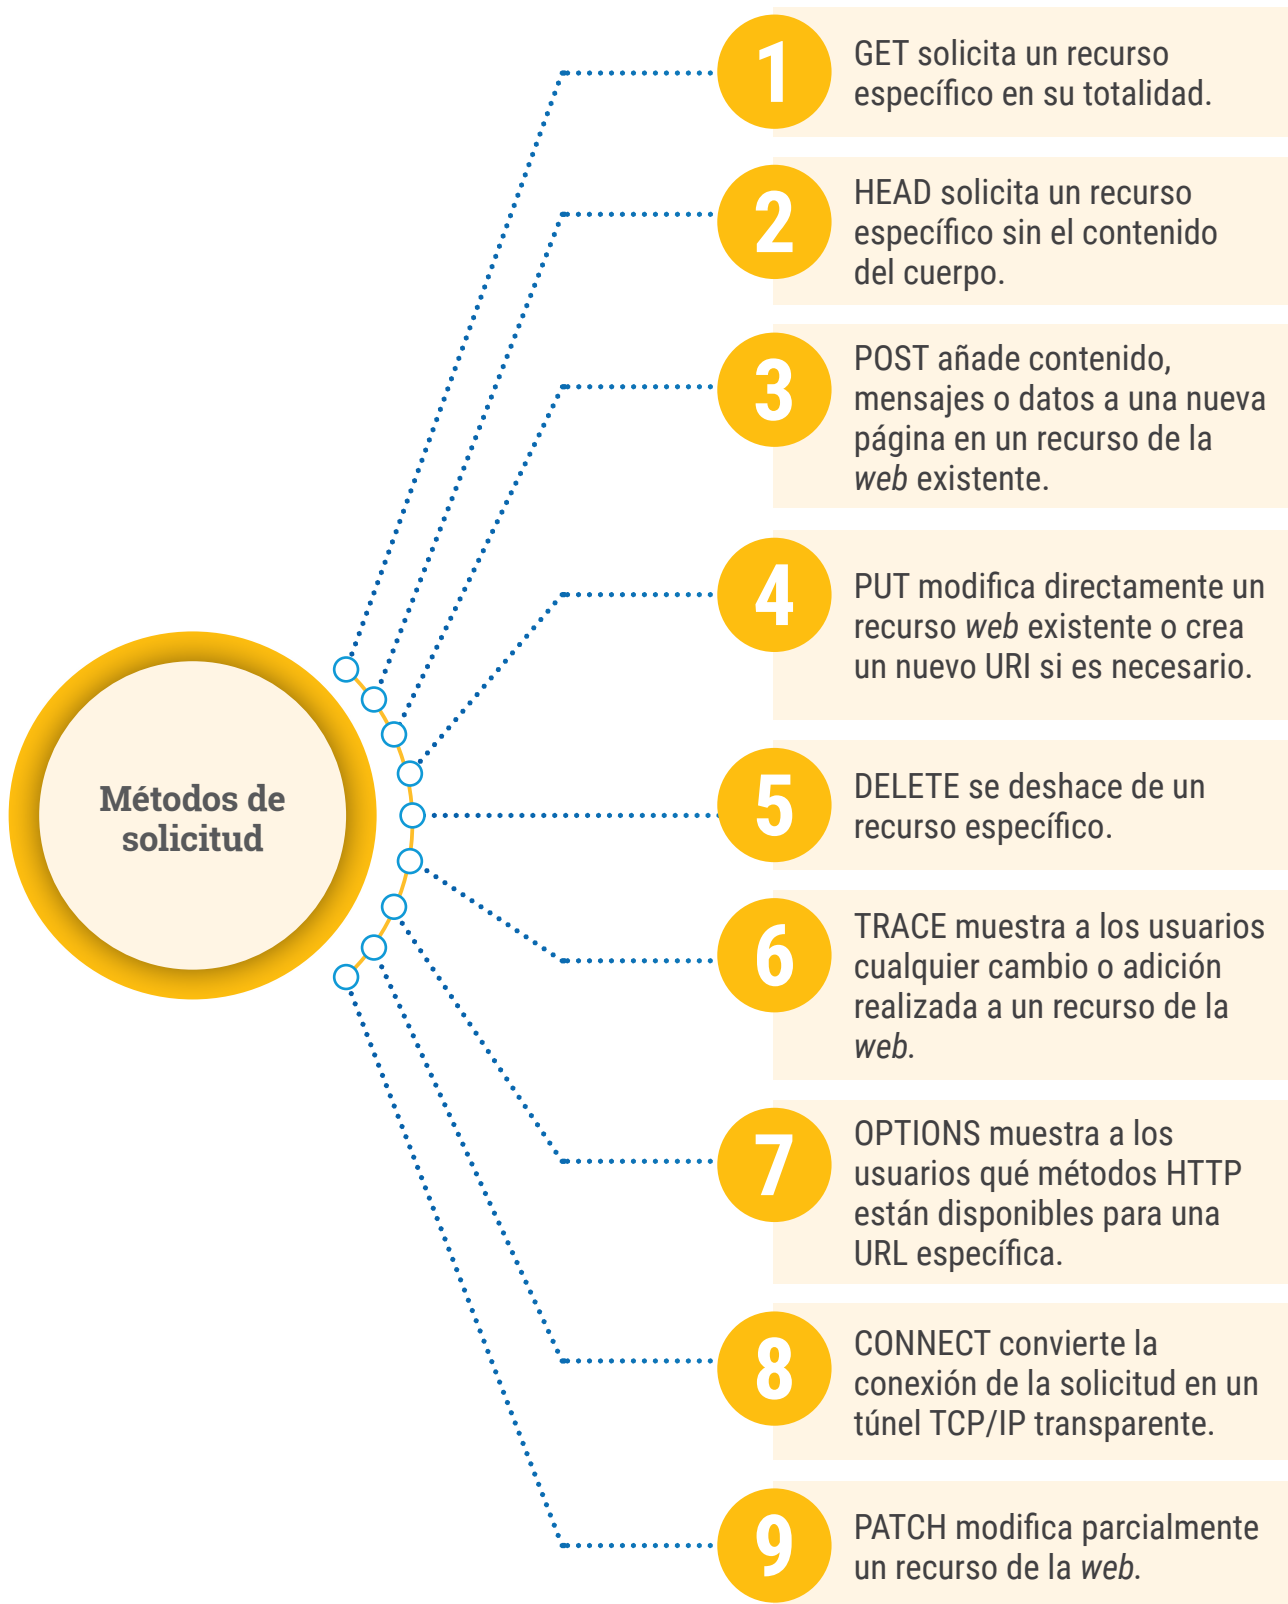 Métodos de
solicitud
1
GET solicita un recurso
específico en su totalidad.
2
HEAD solicita un recurso
específico sin el contenido
del cuerpo.
3
POST añade contenido,
mensajes o datos a una nueva
página en un recurso de la
web existente.
4
PUT modifica directamente un
recurso web existente o crea
un nuevo URI si es necesario.
5
DELETE se deshace de un
recurso específico.
6
TRACE muestra a los usuarios
cualquier cambio o adición
realizada a un recurso de la
web.
7
OPTIONS muestra a los
usuarios qué métodos HTTP
están disponibles para una
URL específica.
8
CONNECT convierte la
conexión de la solicitud en un
túnel TCP/IP transparente.
9
PATCH modifica parcialmente
un recurso de la web.